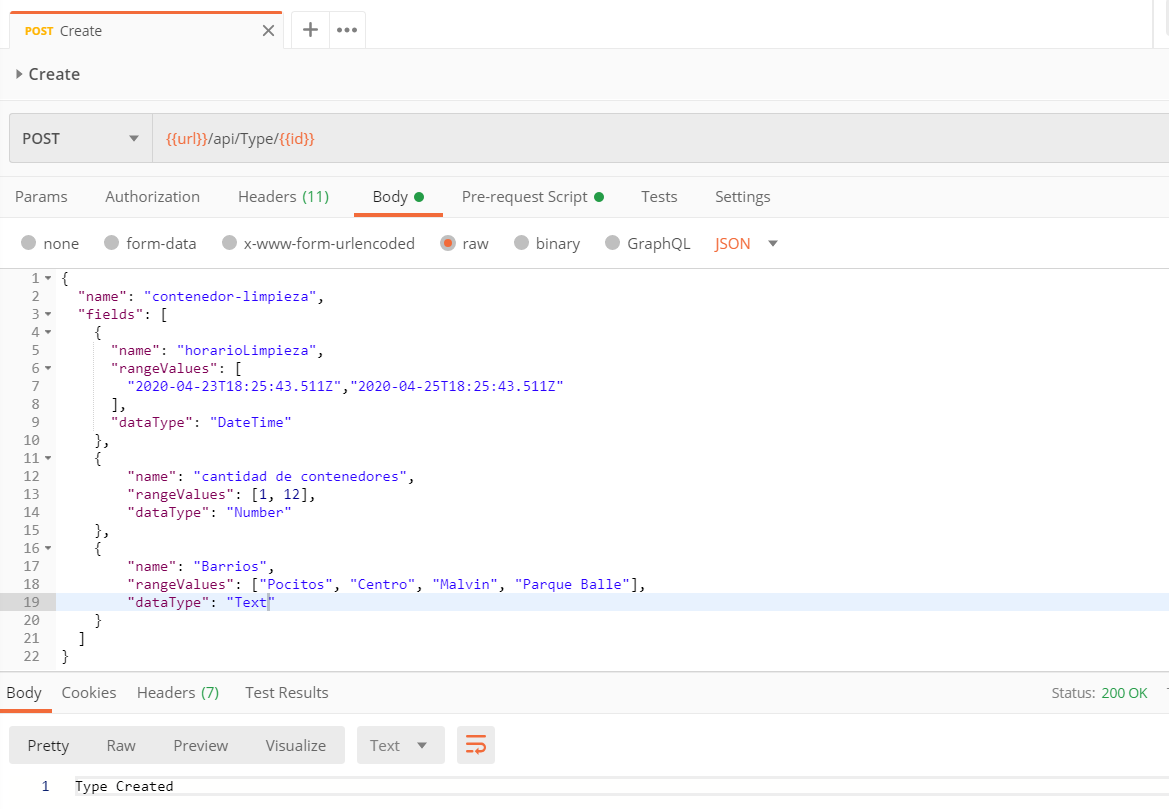 POST Create
Create
POST {{url}}/api/Type/{{id}}
Params Authorization Headers (11) Body Pre-request Script Tests Settings
none form-data x-www-form-urlencoded raw binary GraphQL JSON
1 {
2 "name": "contenedor-limpieza",
3 "fields": [
4 {
5 "name": "horarioLimpieza",
6 "rangeValues": [
7 "2020-04-23T18:25:43.511Z","2020-04-25T18:25:43.511Z"
8 ],
9 "dataType": "DateTime"
10 },
11 {
12 "name": "cantidad de contenedores",
13 "rangeValues": [1, 12],
14 "dataType": "Number"
15 },
16 {
17 "name": "Barrios",
18 "rangeValues": ["Pocitos", "Centro", "Malvin", "Parque Balle"],
19 "dataType": "Text"
20 }
21 ]
22 }
Body Cookies Headers (7) Test Results Status: 200 OK
Pretty Raw Preview Visualize Text
1 Type Created